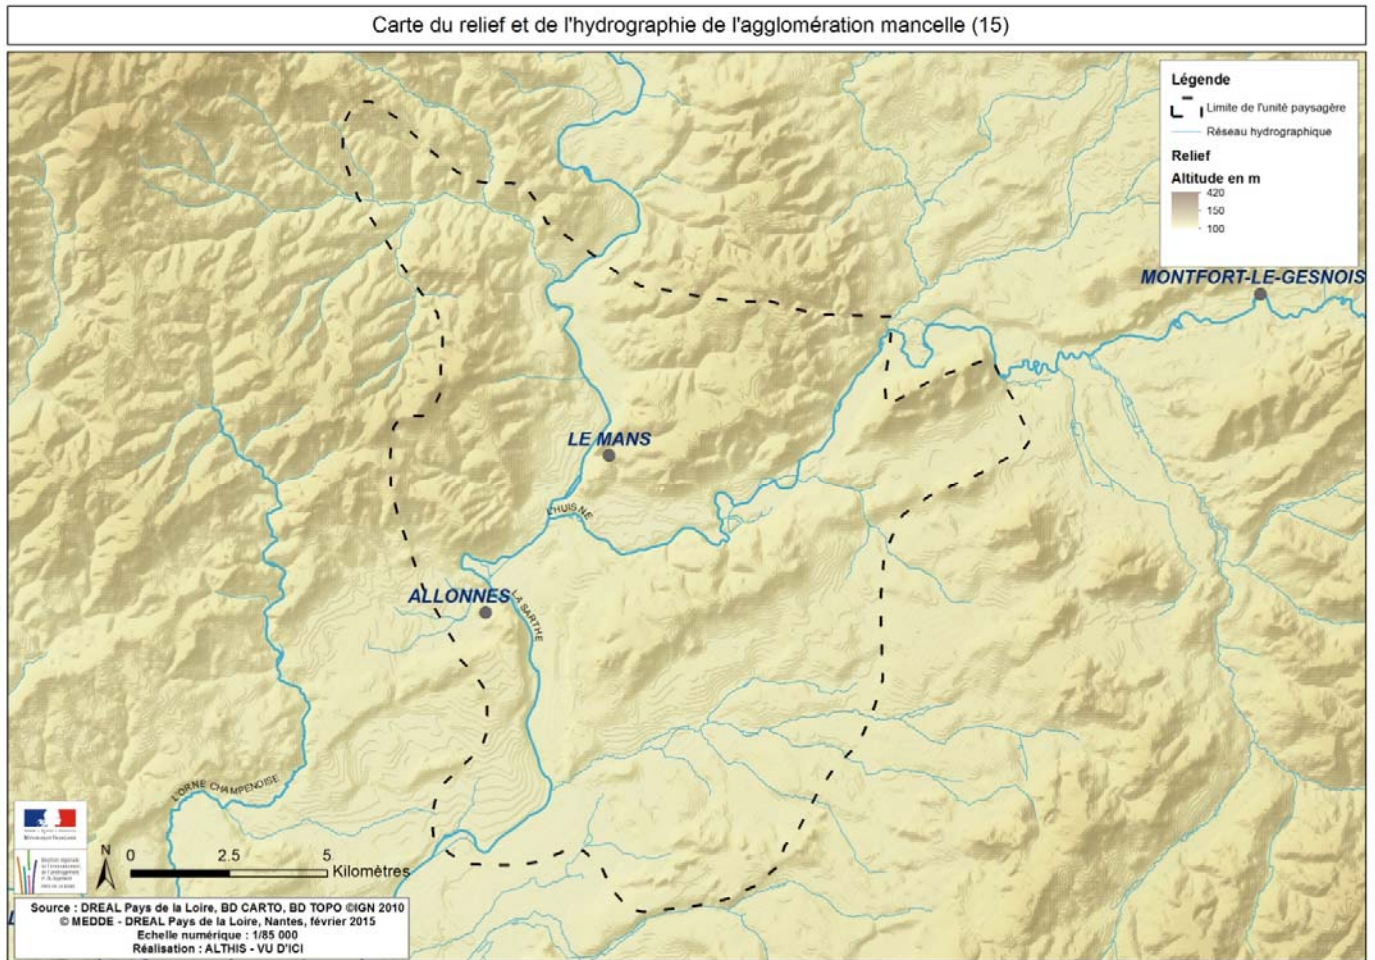 Carte du relief et de l'hydrographie de l'agglomération mancelle (15)
Légende
Limite de l'unité paysagère
Réseau hydrographique
Relief
Altitude en m
420
150
100
MONTFORT-LE-GESNOIS
LE MANS
L'HUISNE
ALLONNES
LA SARTHE
L'ORNE CHAMPENOISE
N
0 2.5 5
Kilomètres
L
Source : DREAL Pays de la Loire, BD CARTO, BD TOPO ©IGN 2010
© MEDDE - DREAL Pays de la Loire, Nantes, février 2015
Echelle numérique : 1/85 000
Réalisation : ALTHIS - VU D'ICI